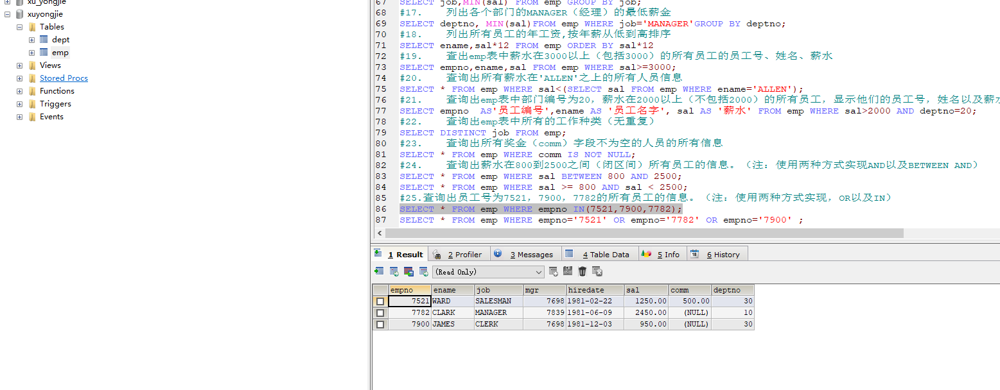 xu_yongjie
xuyongjie
Tables
dept
emp
Views
Stored Procs
Functions
Triggers
Events
67 SELECT job,MIN(sal) FROM emp GROUP BY job;
68 #17. 列出各个部门的MANAGER（经理）的最低薪金
69 SELECT deptno, MIN(sal)FROM emp WHERE job='MANAGER'GROUP BY deptno;
70 #18. 列出所有员工的年工资,按年薪从低到高排序
71 SELECT ename,sal*12 FROM emp ORDER BY sal*12
72 #19. 查出emp表中薪水在3000以上（包括3000）的所有员工的员工号、姓名、薪水
73 SELECT empno,ename,sal FROM emp WHERE sal>=3000;
74 #20. 查询出所有薪水在'ALLEN'之上的所有人员信息
75 SELECT * FROM emp WHERE sal<(SELECT sal FROM emp WHERE ename='ALLEN');
76 #21. 查询出emp表中部门编号为20，薪水在2000以上（不包括2000）的所有员工，显示他们的员工号，姓名以及薪水
77 SELECT empno AS'员工编号',ename AS '员工名字', sal AS '薪水' FROM emp WHERE sal>2000 AND deptno=20;
78 #22. 查询出emp表中所有的工作种类（无重复）
79 SELECT DISTINCT job FROM emp;
80 #23. 查询出所有奖金（comm）字段不为空的人员的所有信息
81 SELECT * FROM emp WHERE comm IS NOT NULL;
82 #24. 查询出薪水在800到2500之间（闭区间）所有员工的信息。（注：使用两种方式实现AND以及BETWEEN AND）
83 SELECT * FROM emp WHERE sal BETWEEN 800 AND 2500;
84 SELECT * FROM emp WHERE sal >= 800 AND sal < 2500;
85 #25.查询出员工号为7521，7900，7782的所有员工的信息。（注：使用两种方式实现，OR以及IN）
86 SELECT * FROM emp WHERE empno IN(7521,7900,7782);
87 SELECT * FROM emp WHERE empno='7521' OR empno='7782' OR empno='7900' ;
1 Result 2 Profiler 3 Messages 4 Table Data 5 Info 18 6 History
(Read Only)
empno ename job mgr hiredate sal comm deptno
7521 WARD SALESMAN 7698 1981-02-22 1250.00 500.00 30
7782 CLARK MANAGER 7839 1981-06-09 2450.00 (NULL) 10
7900 JAMES CLERK 7698 1981-12-03 950.00 (NULL) 30